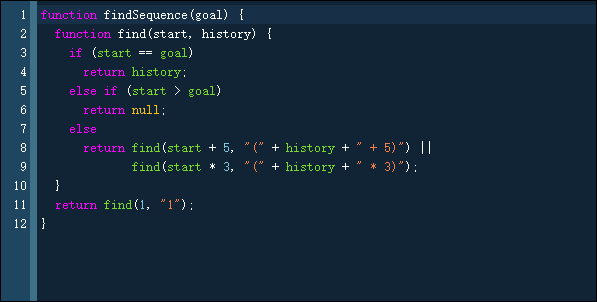 1 function findSequence(goal) {
2   function find(start, history) {
3     if (start == goal)
4       return history;
5     else if (start > goal)
6       return null;
7     else
8       return find(start + 5, "(" + history + " + 5)") ||
9              find(start * 3, "(" + history + " * 3)");
10   }
11   return find(1, "1");
12 }